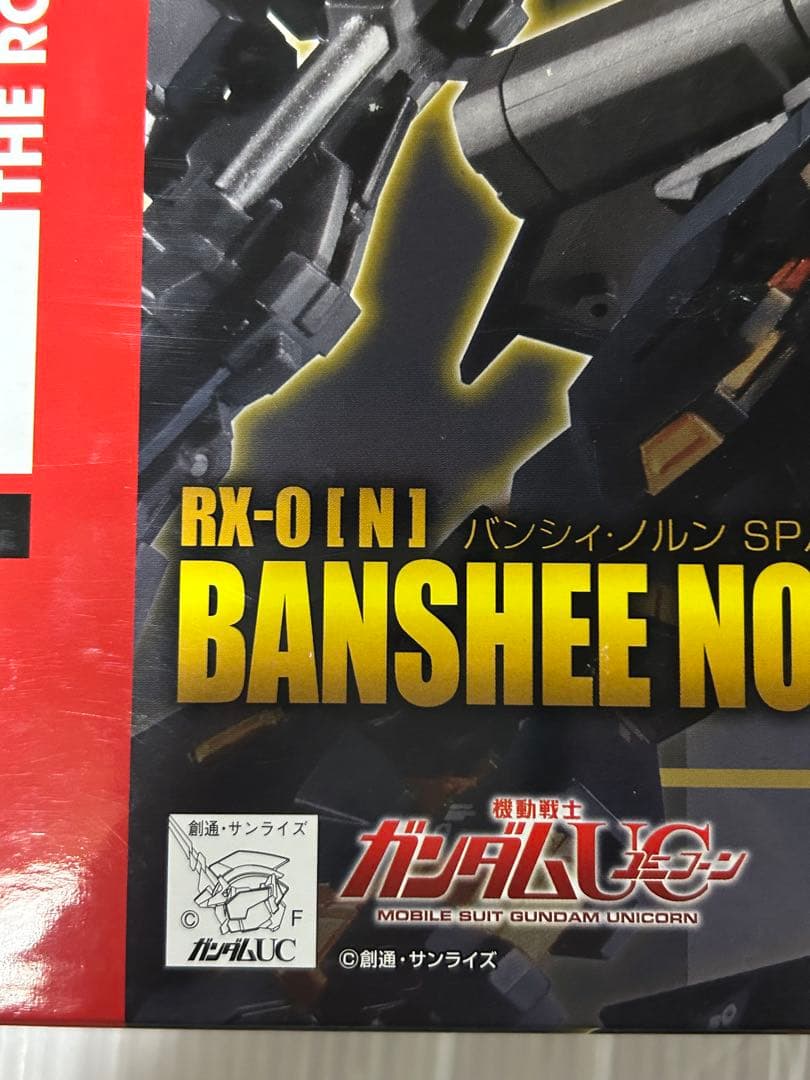 THE RO
RX-0 [ N ] バンシィ・ノルン SPA
BANSHEE NO
創通・サンライズ
© F
ガンダムUC
機動戦士
ガンダムUC
ユニコーン
MOBILE SUIT GUNDAM UNICORN
©創通・サンライズ